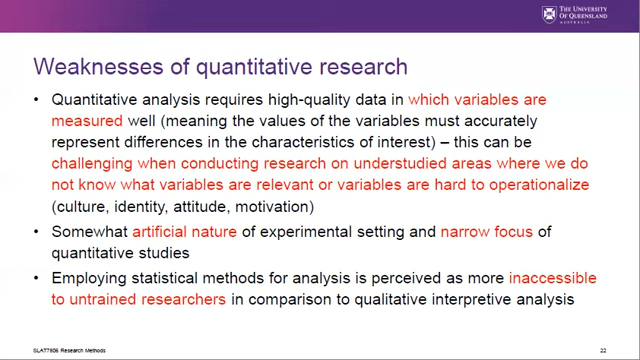 THE UNIVERSITY
OF QUEENSLAND
AUSTRALIA
Weaknesses of quantitative research
• Quantitative analysis requires high-quality data in which variables are
measured well (meaning the values of the variables must accurately
represent differences in the characteristics of interest) – this can be
challenging when conducting research on understudied areas where we do
not know what variables are relevant or variables are hard to operationalize
(culture, identity, attitude, motivation)
• Somewhat artificial nature of experimental setting and narrow focus of
quantitative studies
• Employing statistical methods for analysis is perceived as more inaccessible
to untrained researchers in comparison to qualitative interpretive analysis
SLAT7806 Research Methods
22